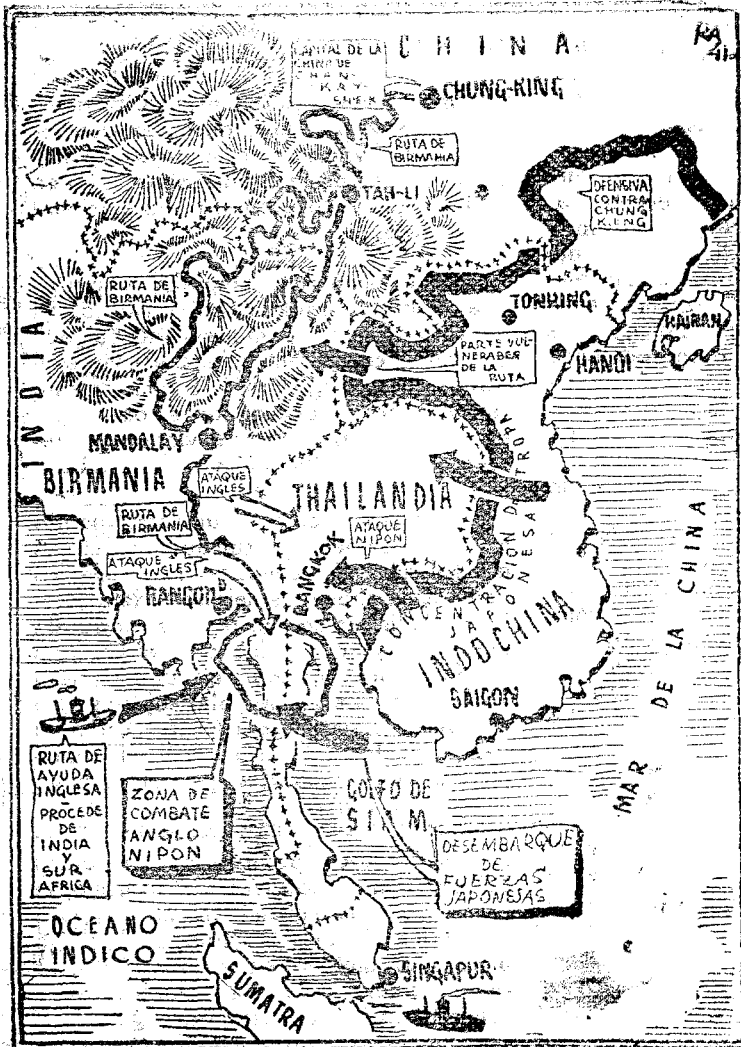 CHINA
CAPITAL DE LA
CHINA DE
CHAN
KAY
SHEK
CHUNG-KING
RUTA DE
BIRMANIA
TAH-LI
OFENSIVA
CONTRA
CHUNG
KING
RUTA DE
BIRMANIA
TONKING
HAINAN
HANOI
PARTE VUL-
NERABER
DE LA
RUTA
INDIA
MANDALAY
BIRMANIA
ATAQUE
INGLES
THAILANDIA
RUTA DE
BIRMANIA
ATAQUE
NIPON
ATAQUE
INGLES
RANGON
BANGKOK
CONCENTRACION DE TROPA
JAPONESA
INDOCHINA
SAIGON
MAR DE LA CHINA
RUTA DE
AYUDA
INGLESA
-
PROCEDE
DE
INDIA
Y
SUR
AFRICA
ZONA DE
COMBATE
ANGLO
NIPON
GOLFO DE
SIAM
DESEMBARQUE
DE
FUERZAS
JAPONESAS
OCEANO
INDICO
SUMATRA
SINGAPUR